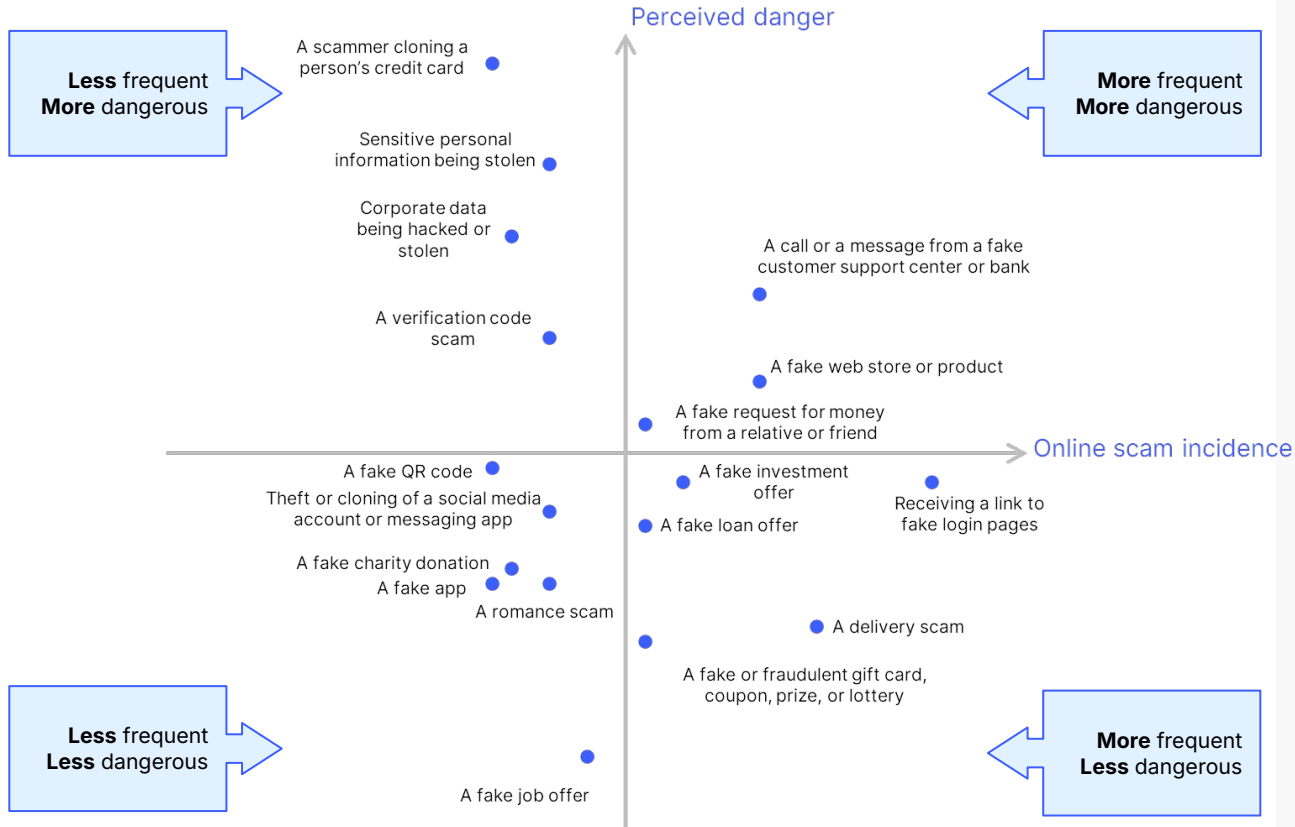 Perceived danger
Less frequent
More dangerous
More frequent
More dangerous
A scammer cloning a
person’s credit card
Sensitive personal
information being stolen
Corporate data
being hacked or
stolen
A call or a message from a fake
customer support center or bank
A verification code
scam
A fake web store or product
A fake request for money
from a relative or friend
Online scam incidence
A fake QR code
A fake investment
offer
Theft or cloning of a social media
account or messaging app
Receiving a link to
fake login pages
A fake loan offer
A fake charity donation
A fake app
A romance scam
A delivery scam
A fake or fraudulent gift card,
coupon, prize, or lottery
Less frequent
Less dangerous
More frequent
Less dangerous
A fake job offer